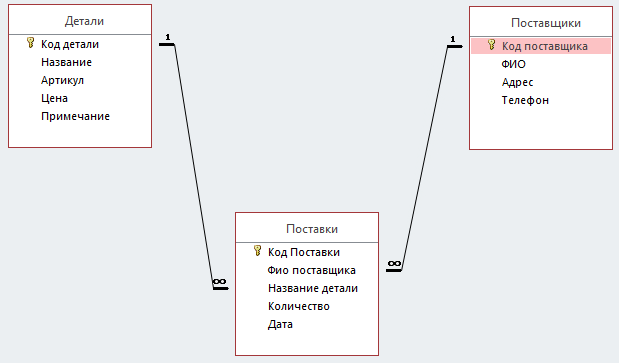 Детали
Код детали
Название
Артикул
Цена
Примечание
1
Поставщики
Код поставщика
ФИО
Адрес
Телефон
1
Поставки
Код Поставки
Фио поставщика
Название детали
Количество
Дата
∞
∞